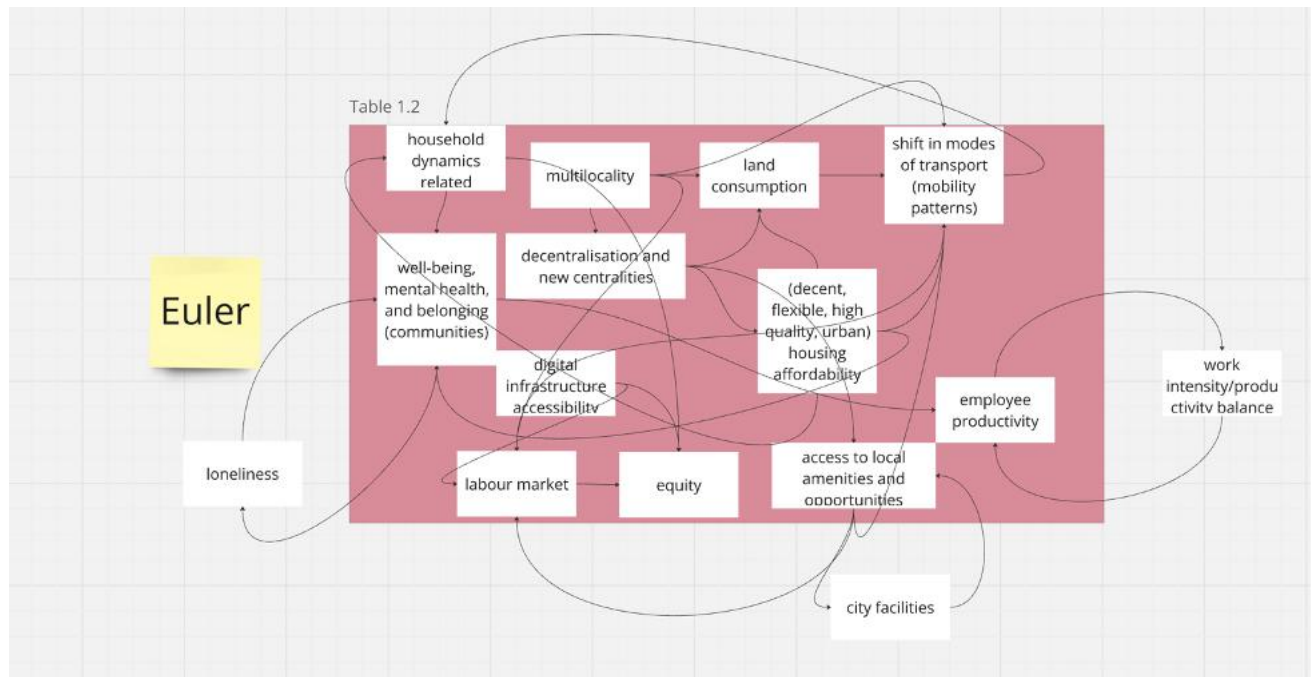 Table 1.2
household
dynamics
related
multilocality
land
consumption
shift in modes
of transport
(mobility
patterns)
decentralisation and
new centralities
well-being,
mental health,
and belonging
(communities)
(decent,
flexible, high
quality, urban)
housing
affordability
Euler
digital
infrastructure
accessibility
work
intensity/produ
ctivity balance
employee
productivity
loneliness
labour market
equity
access to local
amenities and
opportunities
city facilities